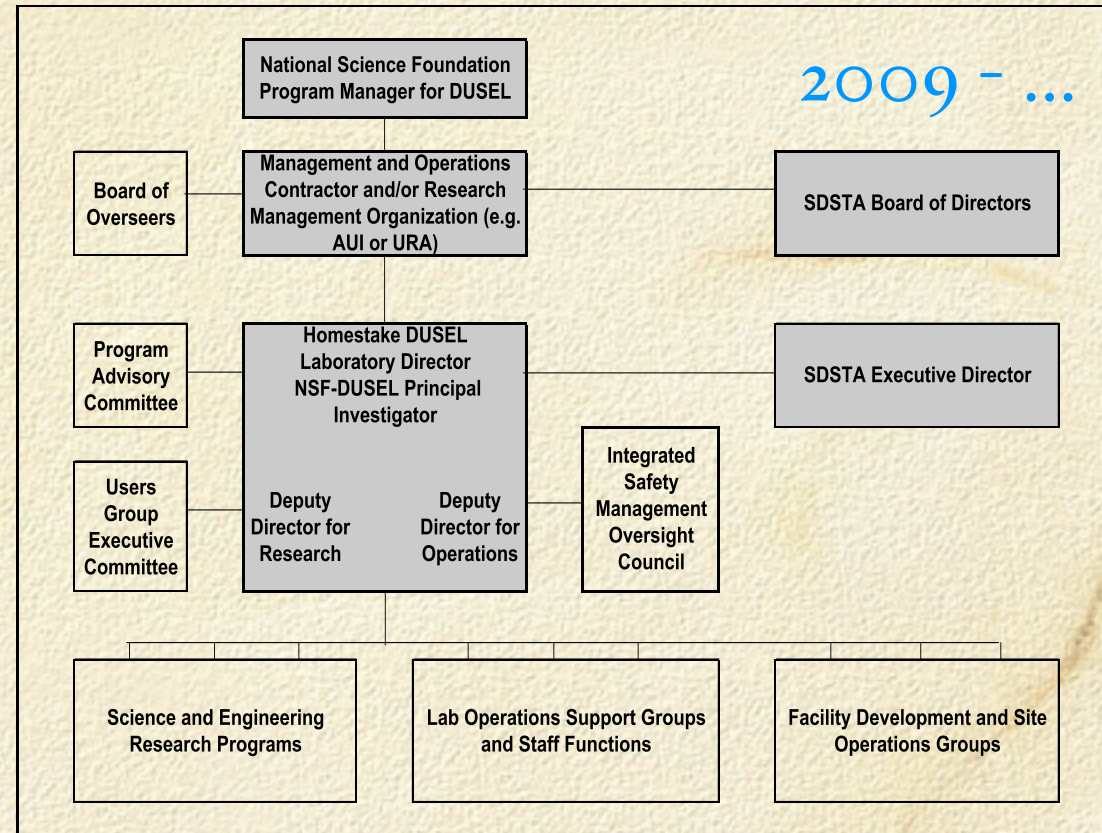 National Science Foundation
Program Manager for DUSEL
2009 - ...
Board of
Overseers
Management and Operations
Contractor and/or Research
Management Organization (e.g.
AUI or URA)
SDSTA Board of Directors
Program
Advisory
Committee
Homestake DUSEL
Laboratory Director
NSF-DUSEL Principal
Investigator
SDSTA Executive Director
Users
Group
Executive
Committee
Deputy
Director for
Research
Deputy
Director for
Operations
Integrated
Safety
Management
Oversight
Council
Science and Engineering
Research Programs
Lab Operations Support Groups
and Staff Functions
Facility Development and Site
Operations Groups